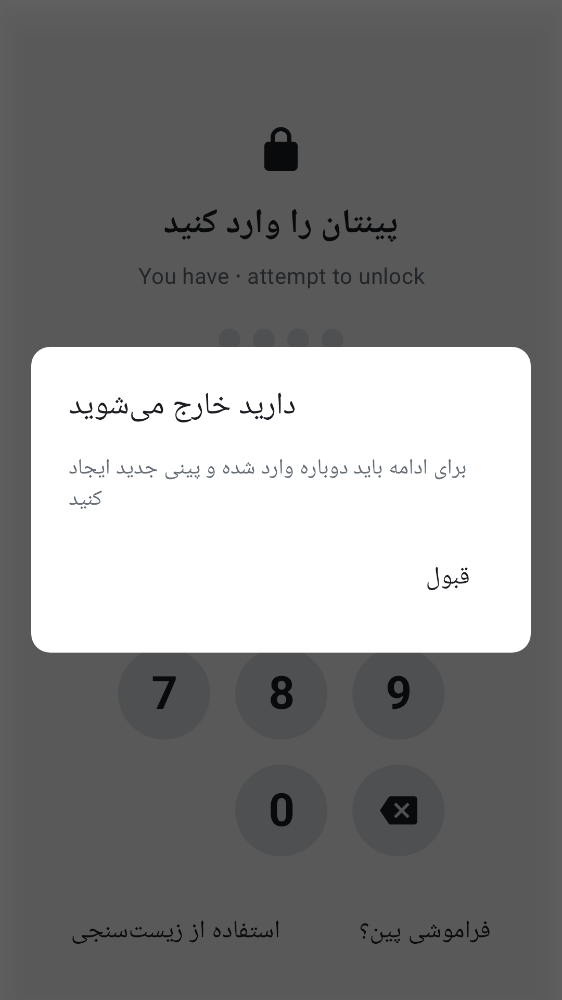 پینتان را وارد کنید
You have · attempt to unlock
دارید خارج می‌شوید
برای ادامه باید دوباره وارد شده و پینی جدید ایجاد
کنید
قبول
7 8 9
0
استفاده از زیست‌سنجی فراموشی پین؟